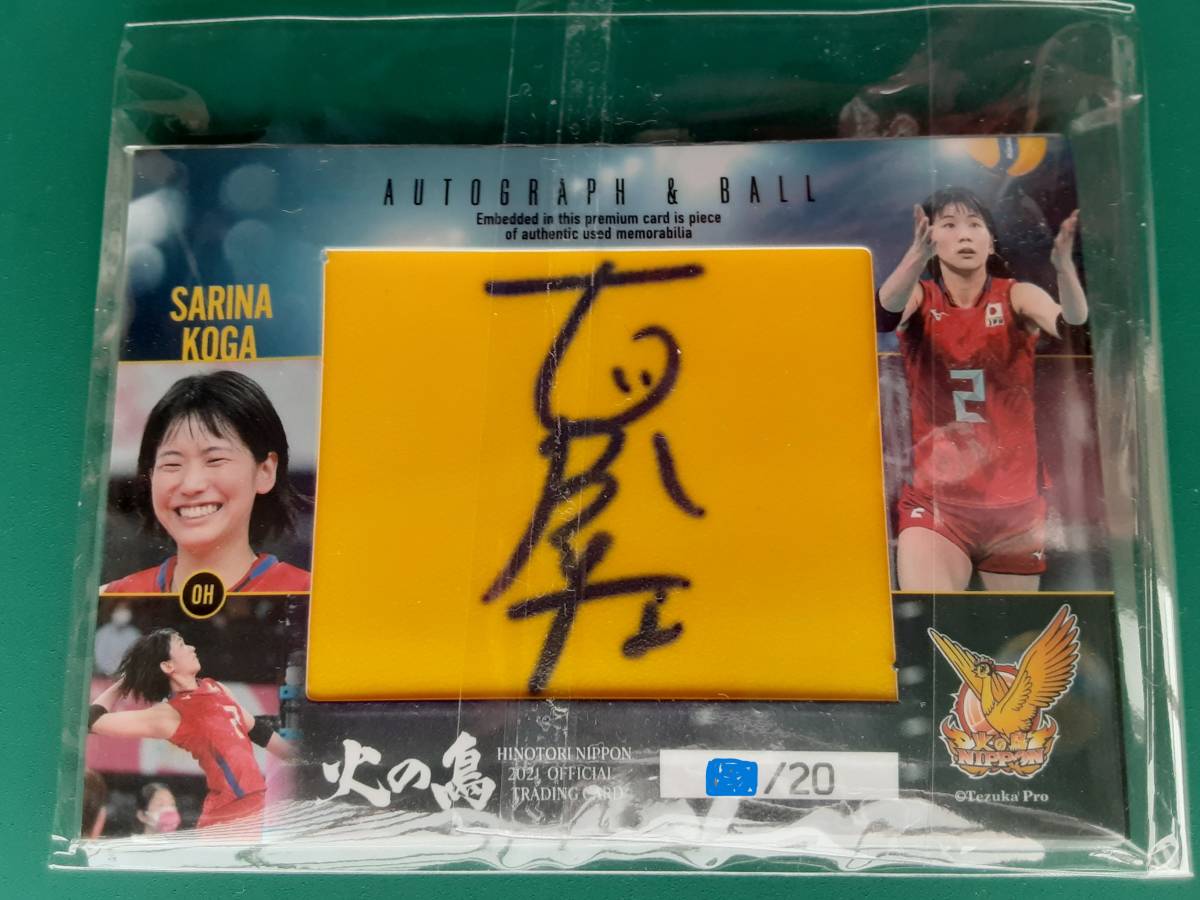 AUTOGRAPH & BALL
Embedded in this premium card is piece
of authentic used memorabilia
SARINA
KOGA
OH
2
火の鳥
HINOTORI NIPPON
2021 OFFICIAL
TRADING CARD
/20
火の鳥
NIPPON
©Tezuka Pro